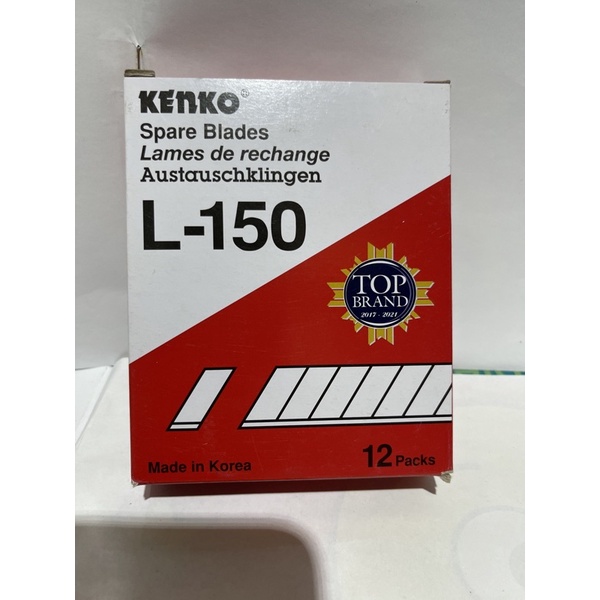 KENKO®
Spare Blades
Lames de rechange
Austauschklingen
L-150
TOP
BRAND
2017 - 2021
Made in Korea
12 Packs